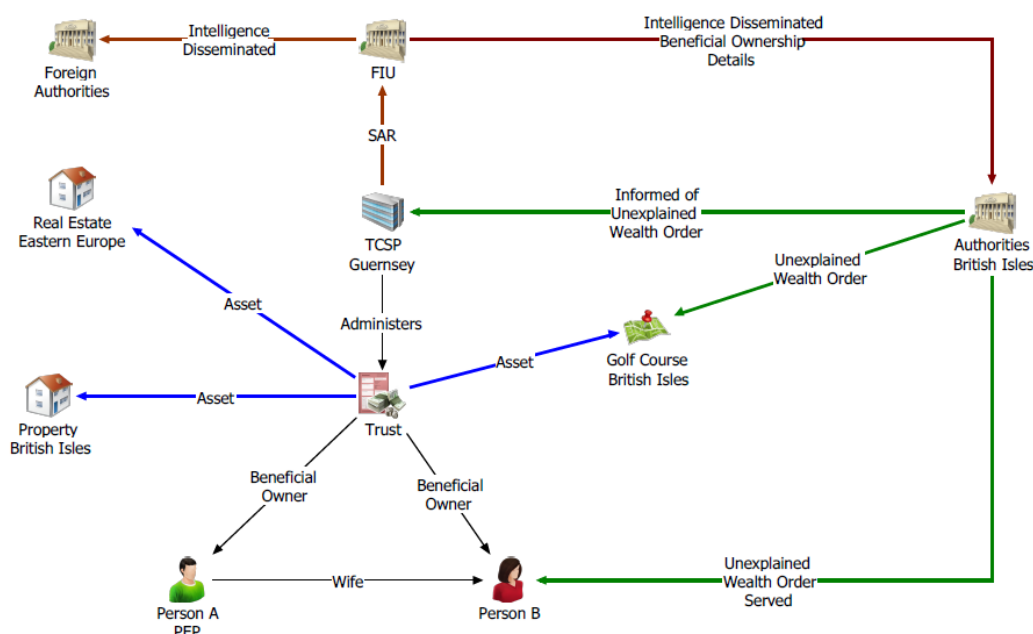 Intelligence
Disseminated
Intelligence Disseminated
Beneficial Ownership
Details
Foreign
Authorities
FIU
SAR
Real Estate
Eastern Europe
TCSP
Guernsey
Informed of
Unexplained
Wealth Order
Authorities
British Isles
Unexplained
Wealth Order
Asset
Administers
Golf Course
British Isles
Asset
Asset
Property
British Isles
Trust
Beneficial
Owner
Beneficial
Owner
Wife
Unexplained
Wealth Order
Served
Person A
PEP
Person B